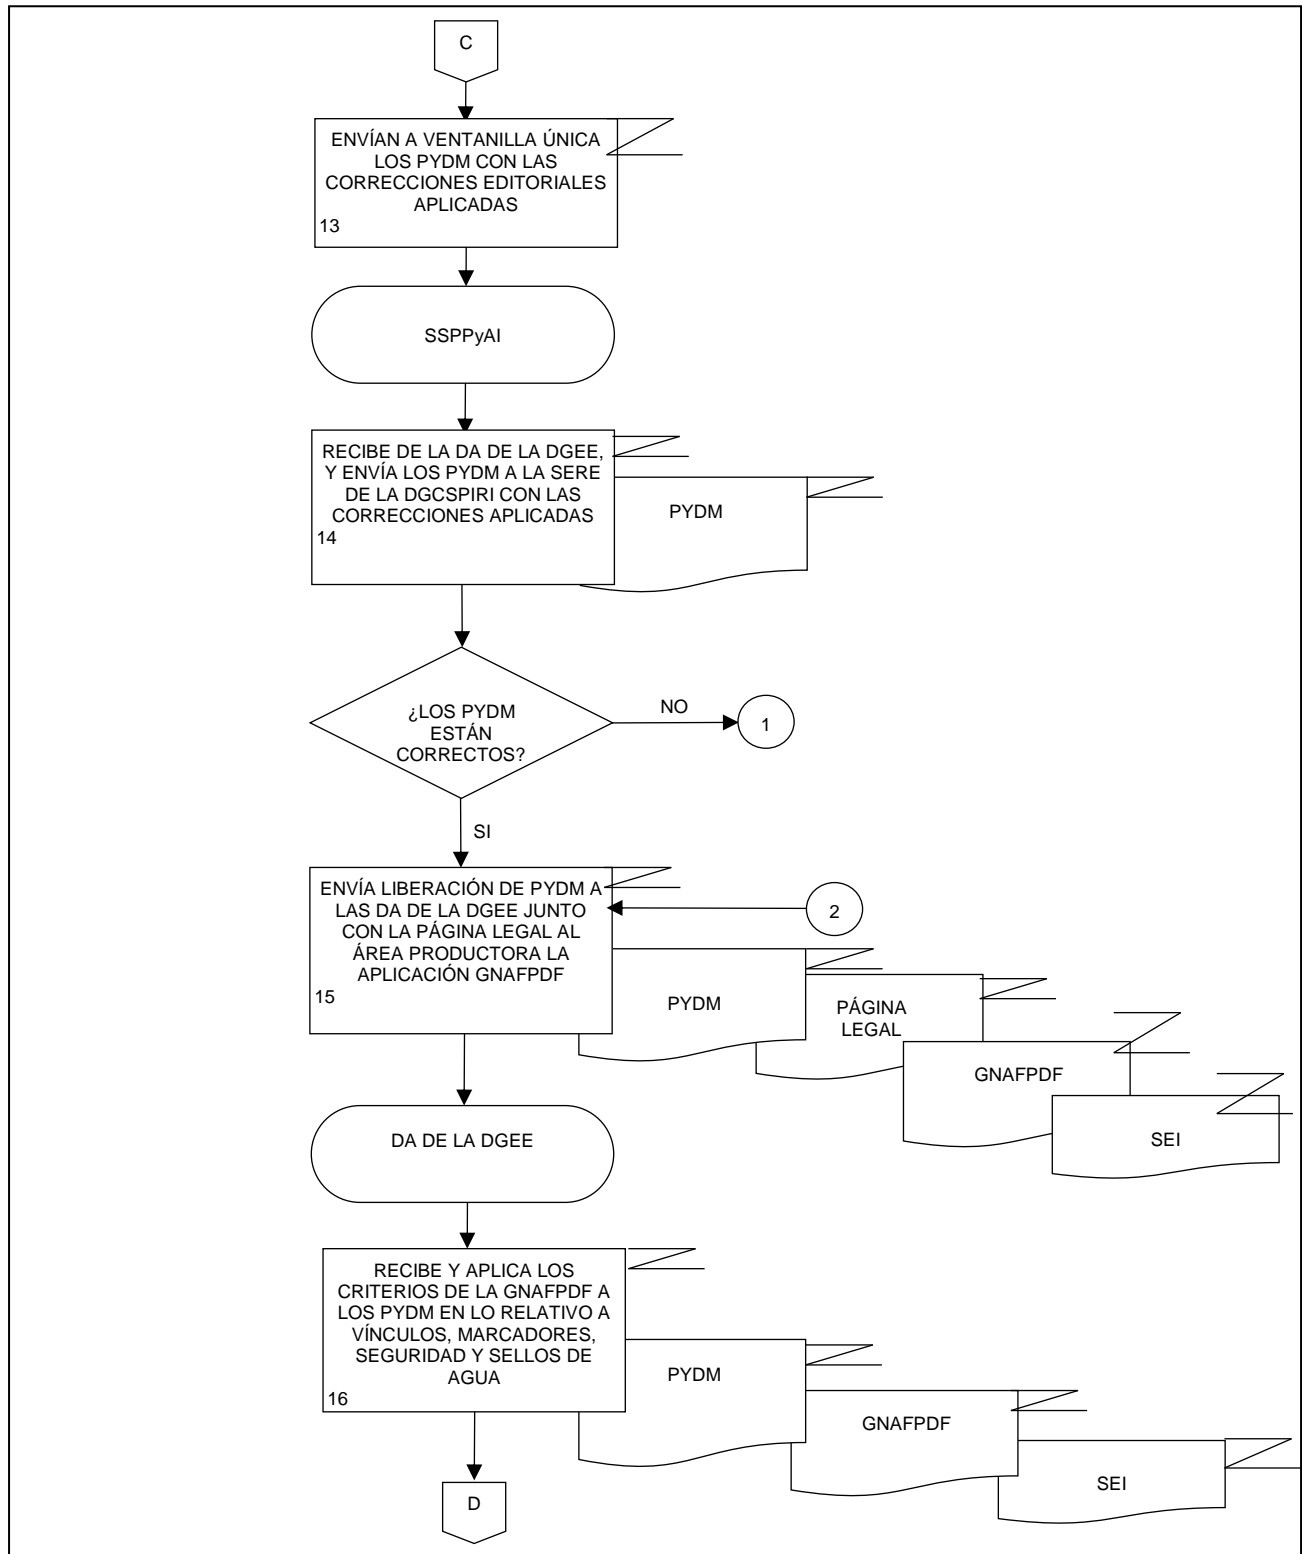 C
ENVÍAN A VENTANILLA ÚNICA
LOS PYDM CON LAS
CORRECCIONES EDITORIALES
APLICADAS
13
SSPPyAI
RECIBE DE LA DA DE LA DGEE,
Y ENVÍA LOS PYDM A LA SERE
DE LA DGCSPIRI CON LAS
CORRECCIONES APLICADAS
14
PYDM
¿LOS PYDM
ESTÁN
CORRECTOS?
NO
1
SI
ENVÍA LIBERACIÓN DE PYDM A
LAS DA DE LA DGEE JUNTO
CON LA PÁGINA LEGAL AL
ÁREA PRODUCTORA LA
APLICACIÓN GNAFPDF
15
2
PYDM
PÁGINA
LEGAL
GNAFPDF
SEI
DA DE LA DGEE
RECIBE Y APLICA LOS
CRITERIOS DE LA GNAFPDF A
LOS PYDM EN LO RELATIVO A
VÍNCULOS, MARCADORES,
SEGURIDAD Y SELLOS DE
AGUA
16
PYDM
GNAFPDF
SEI
D